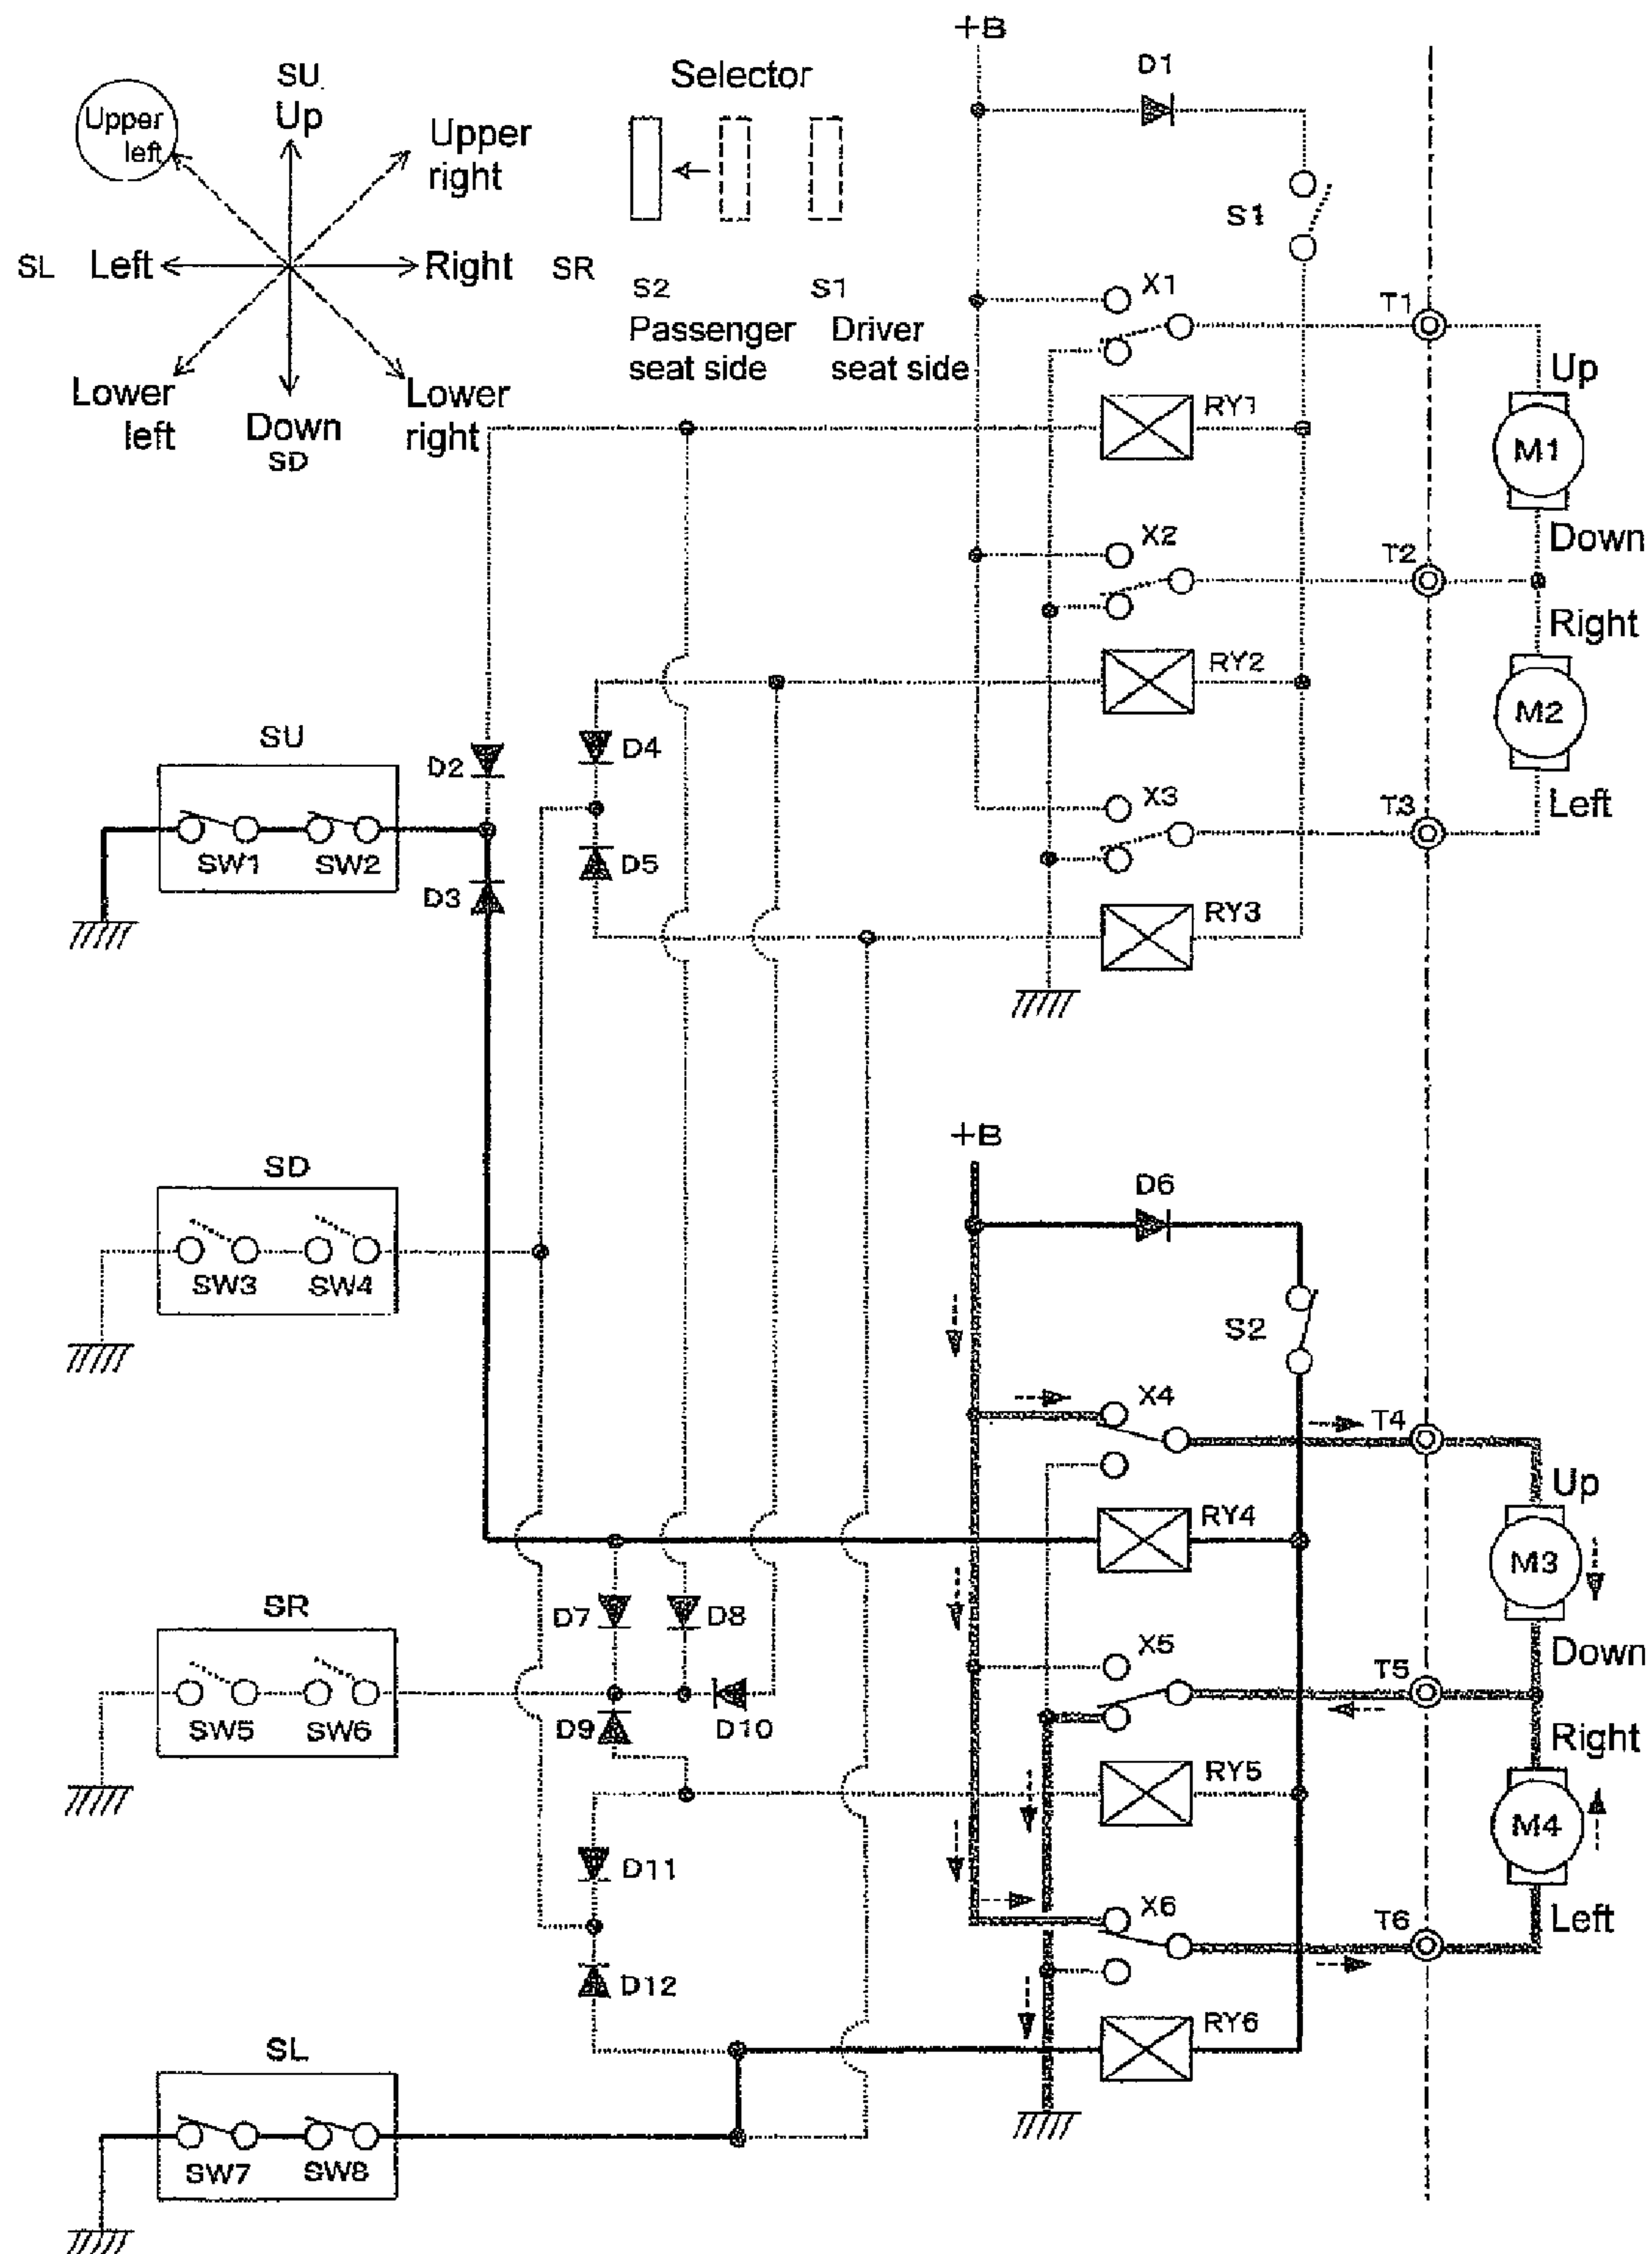 +B
SU
Up
Selector
D1
Upper
left
Upper
right
S1
SL
Left
Right
SR
S2
S1
X1
T1
Passenger
seat side
Driver
seat side
Up
Lower
left
Down
SD
Lower
right
RY1
M1
X2
T2
Down
Right
RY2
SU
D2
D4
M2
X3
T3
Left
SW1
SW2
D3
D5
RY3
+B
SD
D6
SW3
SW4
S2
X4
T4
Up
RY4
M3
SR
D7
D8
X5
T5
Down
SW5
SW6
D9
D10
Right
RY5
M4
D11
X6
T6
Left
D12
RY6
SL
SW7
SW8